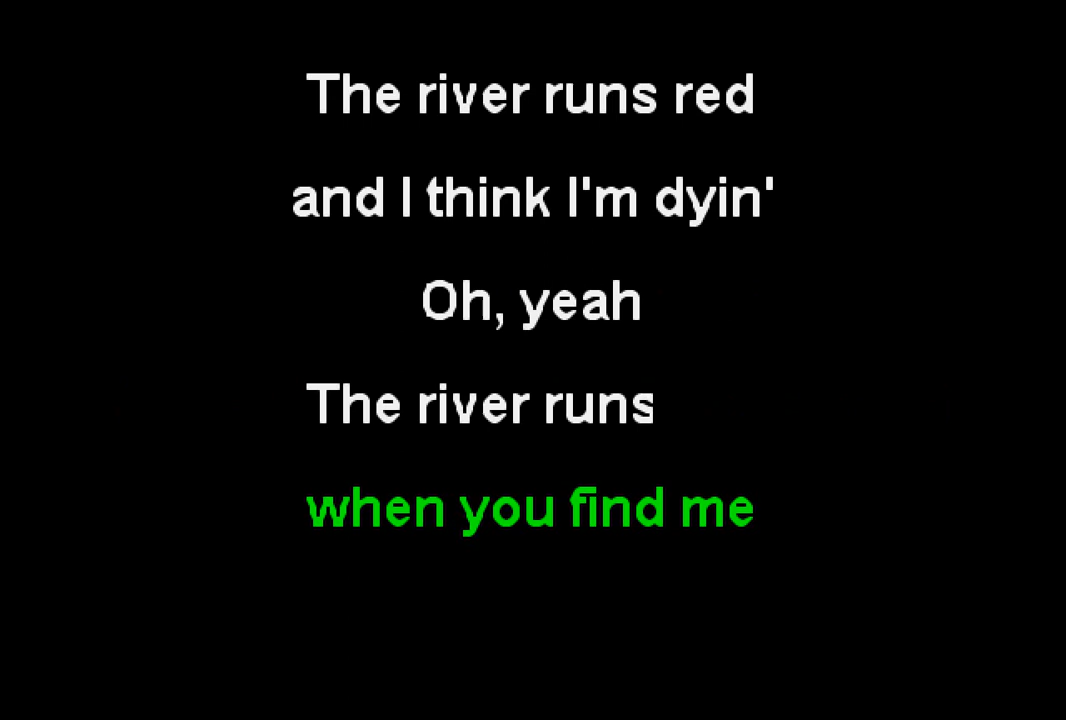 The river runs red
and I think I'm dyin'
Oh, yeah
The river runs
when you find me